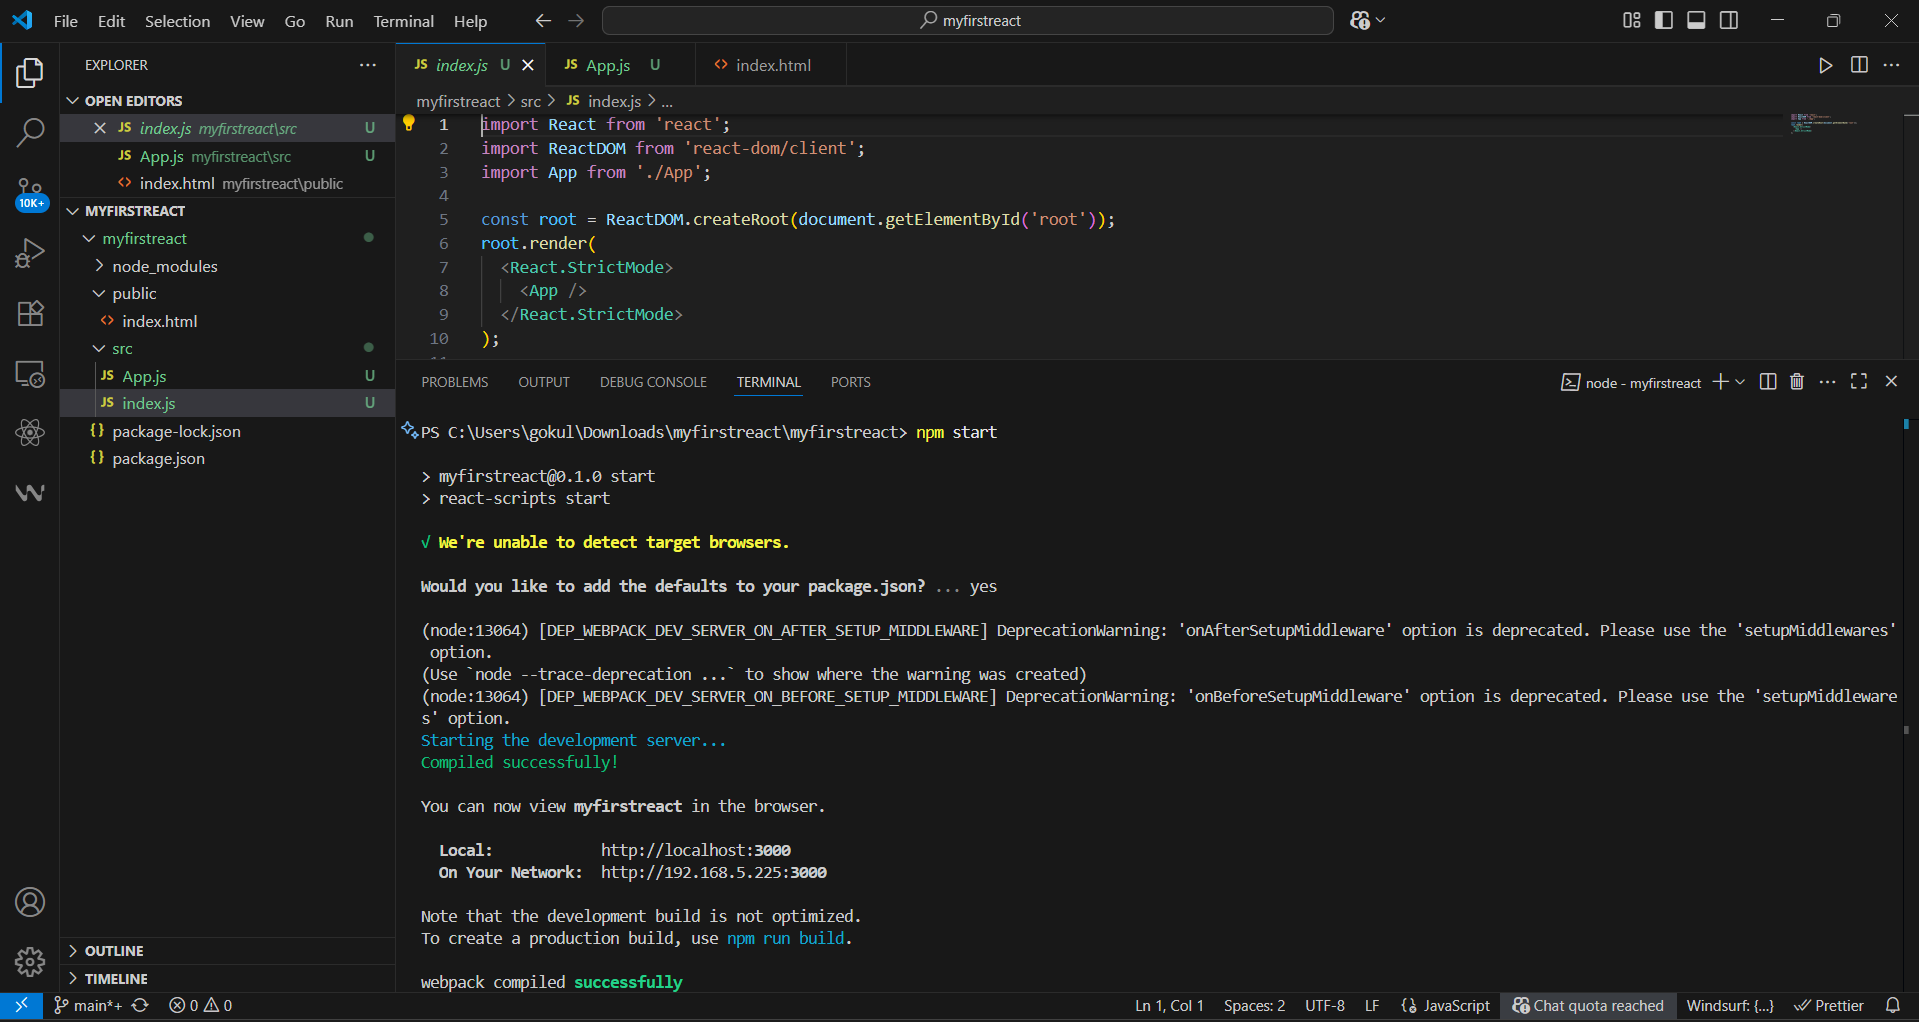 File Edit Selection View Go Run Terminal Help
myfirstreact
EXPLORER
OPEN EDITORS
JS index.js myfirstreact\src U
JS App.js myfirstreact\src U
index.html myfirstreact\public
10K+
MYFIRSTREACT
myfirstreact
node_modules
public
index.html
src
JS App.js U
JS index.js U
{} package-lock.json
{} package.json
OUTLINE
TIMELINE
JS index.js U
JS App.js U
index.html
myfirstreact > src > JS index.js > ...
1 import React from 'react';
2 import ReactDOM from 'react-dom/client';
3 import App from './App';
4
5 const root = ReactDOM.createRoot(document.getElementById('root'));
6 root.render(
7 <React.StrictMode>
8 <App />
9 </React.StrictMode>
10 );
PROBLEMS OUTPUT DEBUG CONSOLE TERMINAL PORTS
node - myfirstreact
PS C:\Users\gokul\Downloads\myfirstreact\myfirstreact> npm start
> myfirstreact@0.1.0 start
> react-scripts start
√ We're unable to detect target browsers.
Would you like to add the defaults to your package.json? ... yes
(node:13064) [DEP_WEBPACK_DEV_SERVER_ON_AFTER_SETUP_MIDDLEWARE] DeprecationWarning: 'onAfterSetupMiddleware' option is deprecated. Please use the 'setupMiddlewares'
option.
(Use `node --trace-deprecation ...` to show where the warning was created)
(node:13064) [DEP_WEBPACK_DEV_SERVER_ON_BEFORE_SETUP_MIDDLEWARE] DeprecationWarning: 'onBeforeSetupMiddleware' option is deprecated. Please use the 'setupMiddleware
s' option.
Starting the development server...
Compiled successfully!
You can now view myfirstreact in the browser.
Local: http://localhost:3000
On Your Network: http://192.168.5.225:3000
Note that the development build is not optimized.
To create a production build, use npm run build.
webpack compiled successfully
main*+ 0 0
Ln 1, Col 1 Spaces: 2 UTF-8 LF {} JavaScript Chat quota reached Windsurf: {...} Prettier